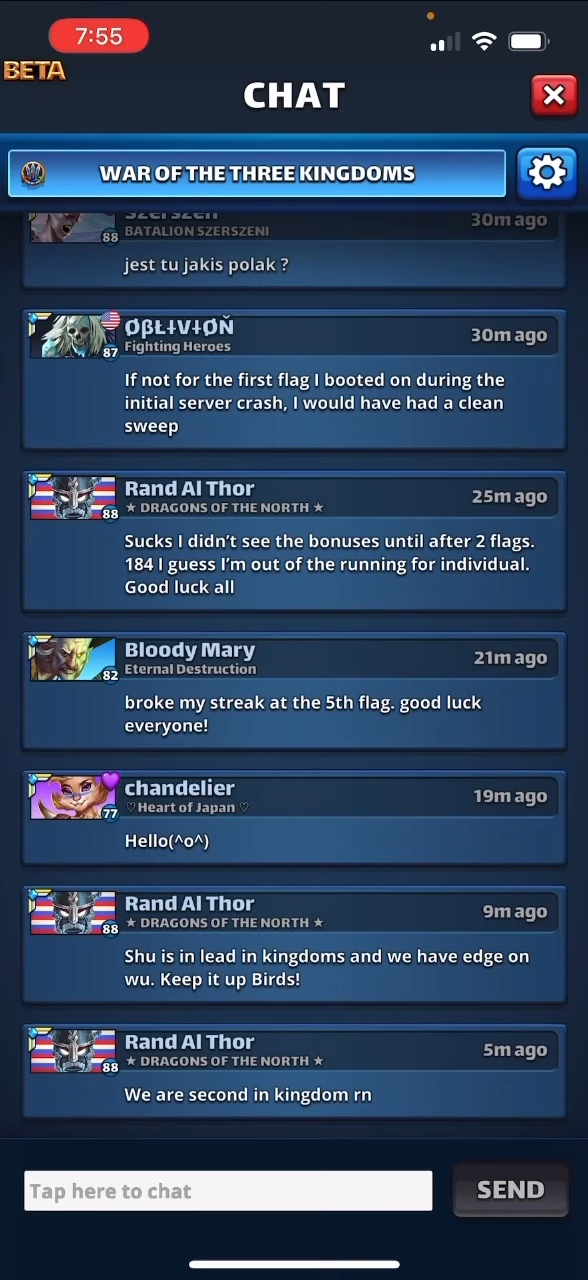 7:55
BETA
CHAT
WAR OF THE THREE KINGDOMS
Szerszen
30m ago
88
BATALION SZERSZENI
jest tu jakis polak ?
ØβŁɫVɫØŇ
30m ago
87
Fighting Heroes
If not for the first flag I booted on during the
initial server crash, I would have had a clean
sweep
Rand Al Thor
25m ago
88
★ DRAGONS OF THE NORTH ★
Sucks I didn’t see the bonuses until after 2 flags.
184 I guess I’m out of the running for individual.
Good luck all
Bloody Mary
21m ago
82
Eternal Destruction
broke my streak at the 5th flag. good luck
everyone!
chandelier
19m ago
77
♡Heart of Japan ♡
Hello(^o^)
Rand Al Thor
9m ago
88
★ DRAGONS OF THE NORTH ★
Shu is in lead in kingdoms and we have edge on
wu. Keep it up Birds!
Rand Al Thor
5m ago
88
★ DRAGONS OF THE NORTH ★
We are second in kingdom rn
Tap here to chat
SEND